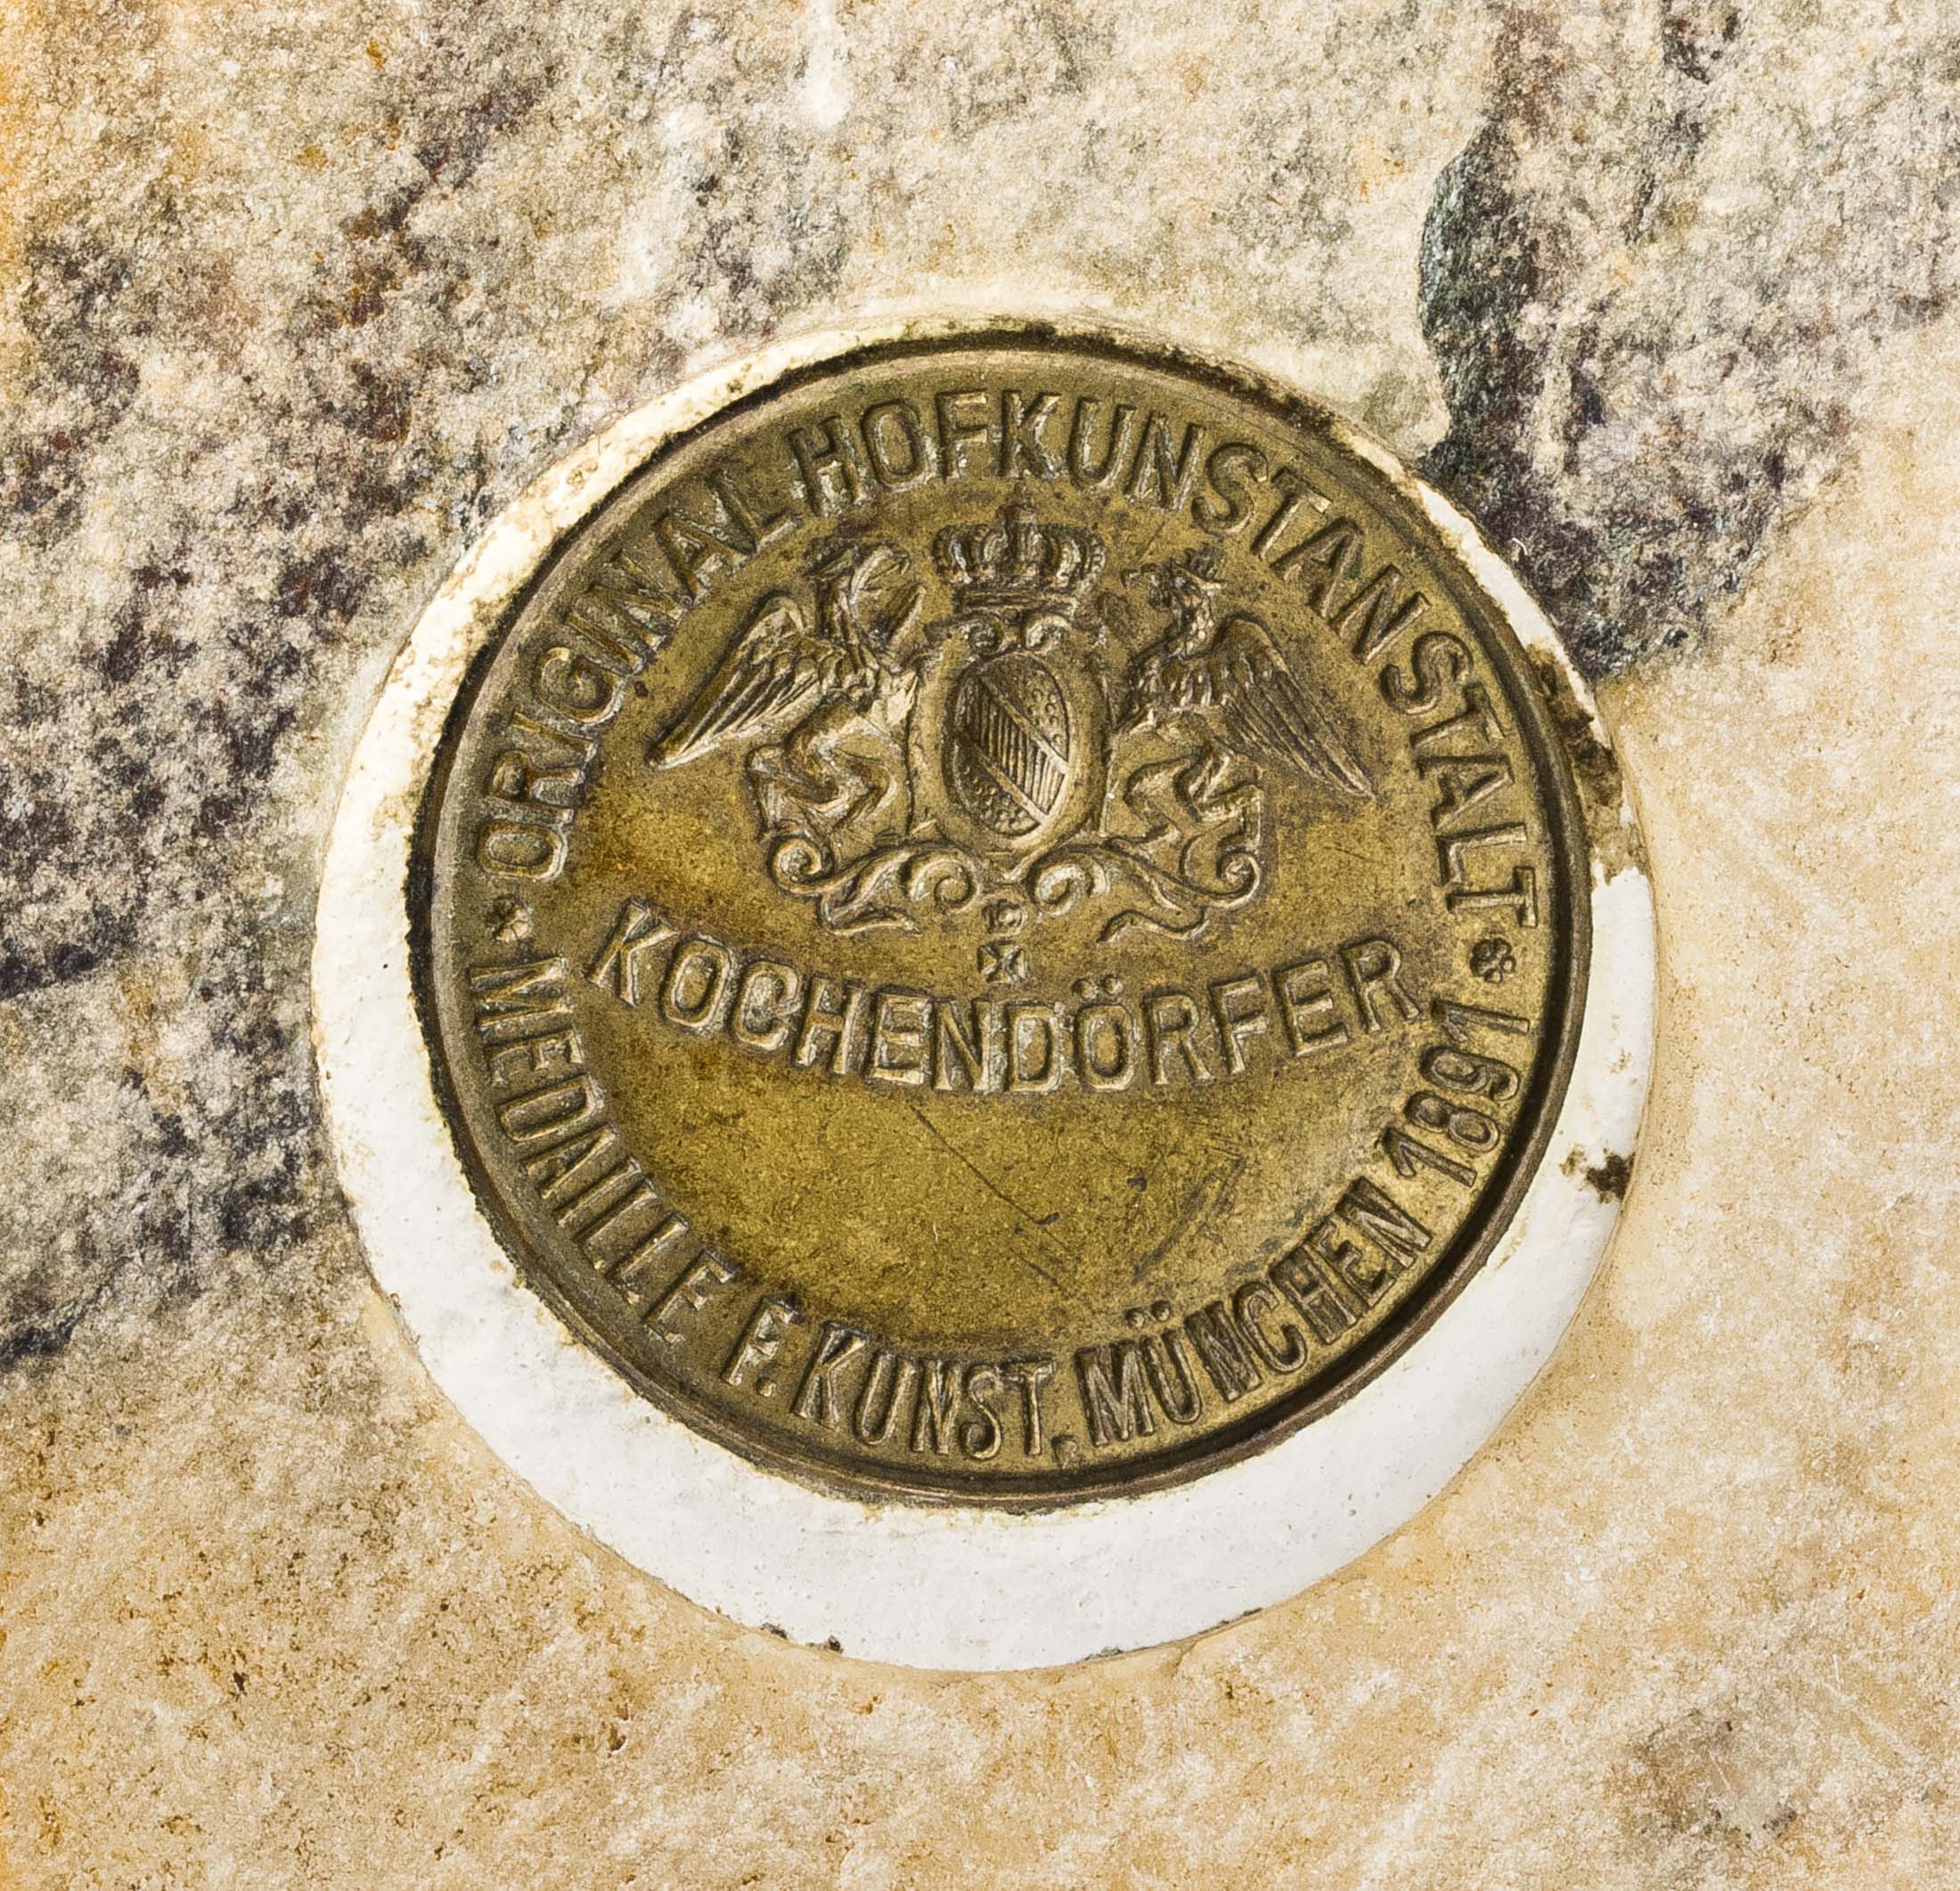 ORIGINAL HOFKUNSTANSTALT
KOCHENDÖRFER
MEDAILLE F. KUNST. MÜNCHEN 1891